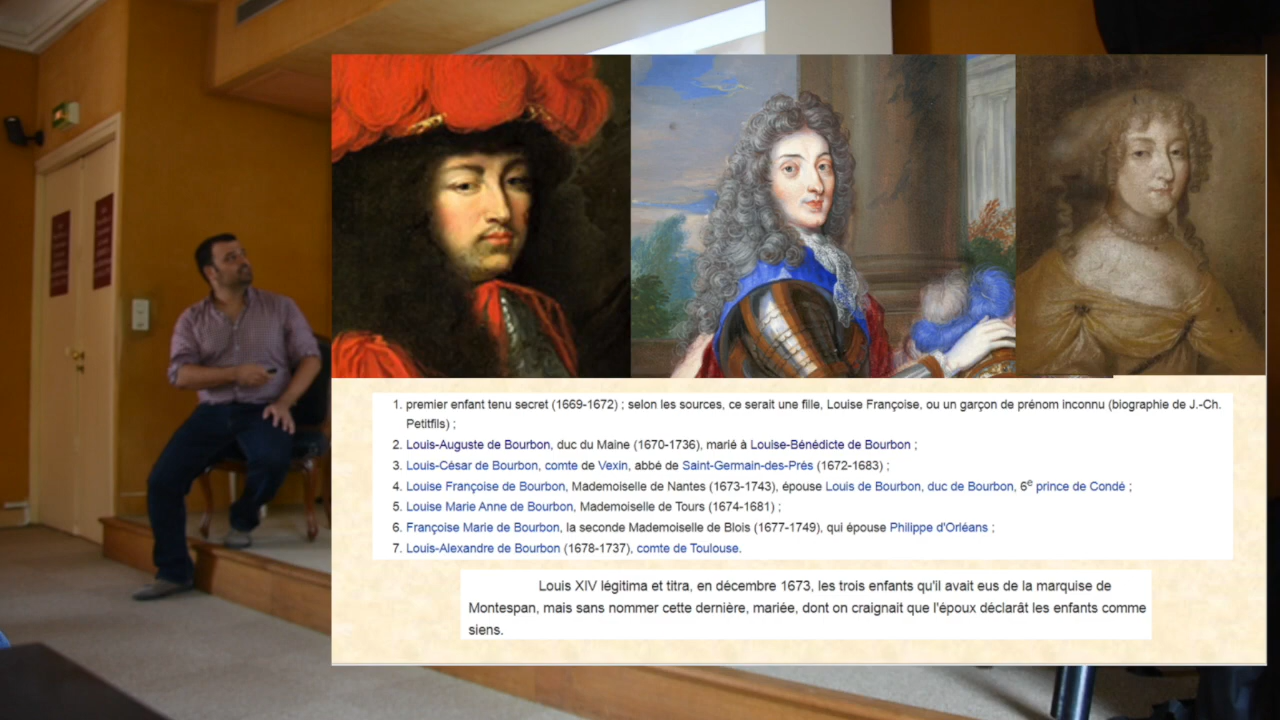 1. premier enfant tenu secret (1669-1672) ; selon les sources, ce serait une fille, Louise Françoise, ou un garçon de prénom inconnu (biographie de J.-Ch.
Petitfils) ;
2. Louis-Auguste de Bourbon, duc du Maine (1670-1736), marié à Louise-Bénédicte de Bourbon ;
3. Louis-César de Bourbon, comte de Vexin, abbé de Saint-Germain-des-Prés (1672-1683) ;
4. Louise Françoise de Bourbon, Mademoiselle de Nantes (1673-1743), épouse Louis de Bourbon, duc de Bourbon, 6e prince de Condé ;
5. Louise Marie Anne de Bourbon, Mademoiselle de Tours (1674-1681) ;
6. Françoise Marie de Bourbon, la seconde Mademoiselle de Blois (1677-1749), qui épouse Philippe d'Orléans ;
7. Louis-Alexandre de Bourbon (1678-1737), comte de Toulouse.
Louis XIV légitima et titra, en décembre 1673, les trois enfants qu'il avait eus de la marquise de
Montespan, mais sans nommer cette dernière, mariée, dont on craignait que l'époux déclarât les enfants comme
siens.